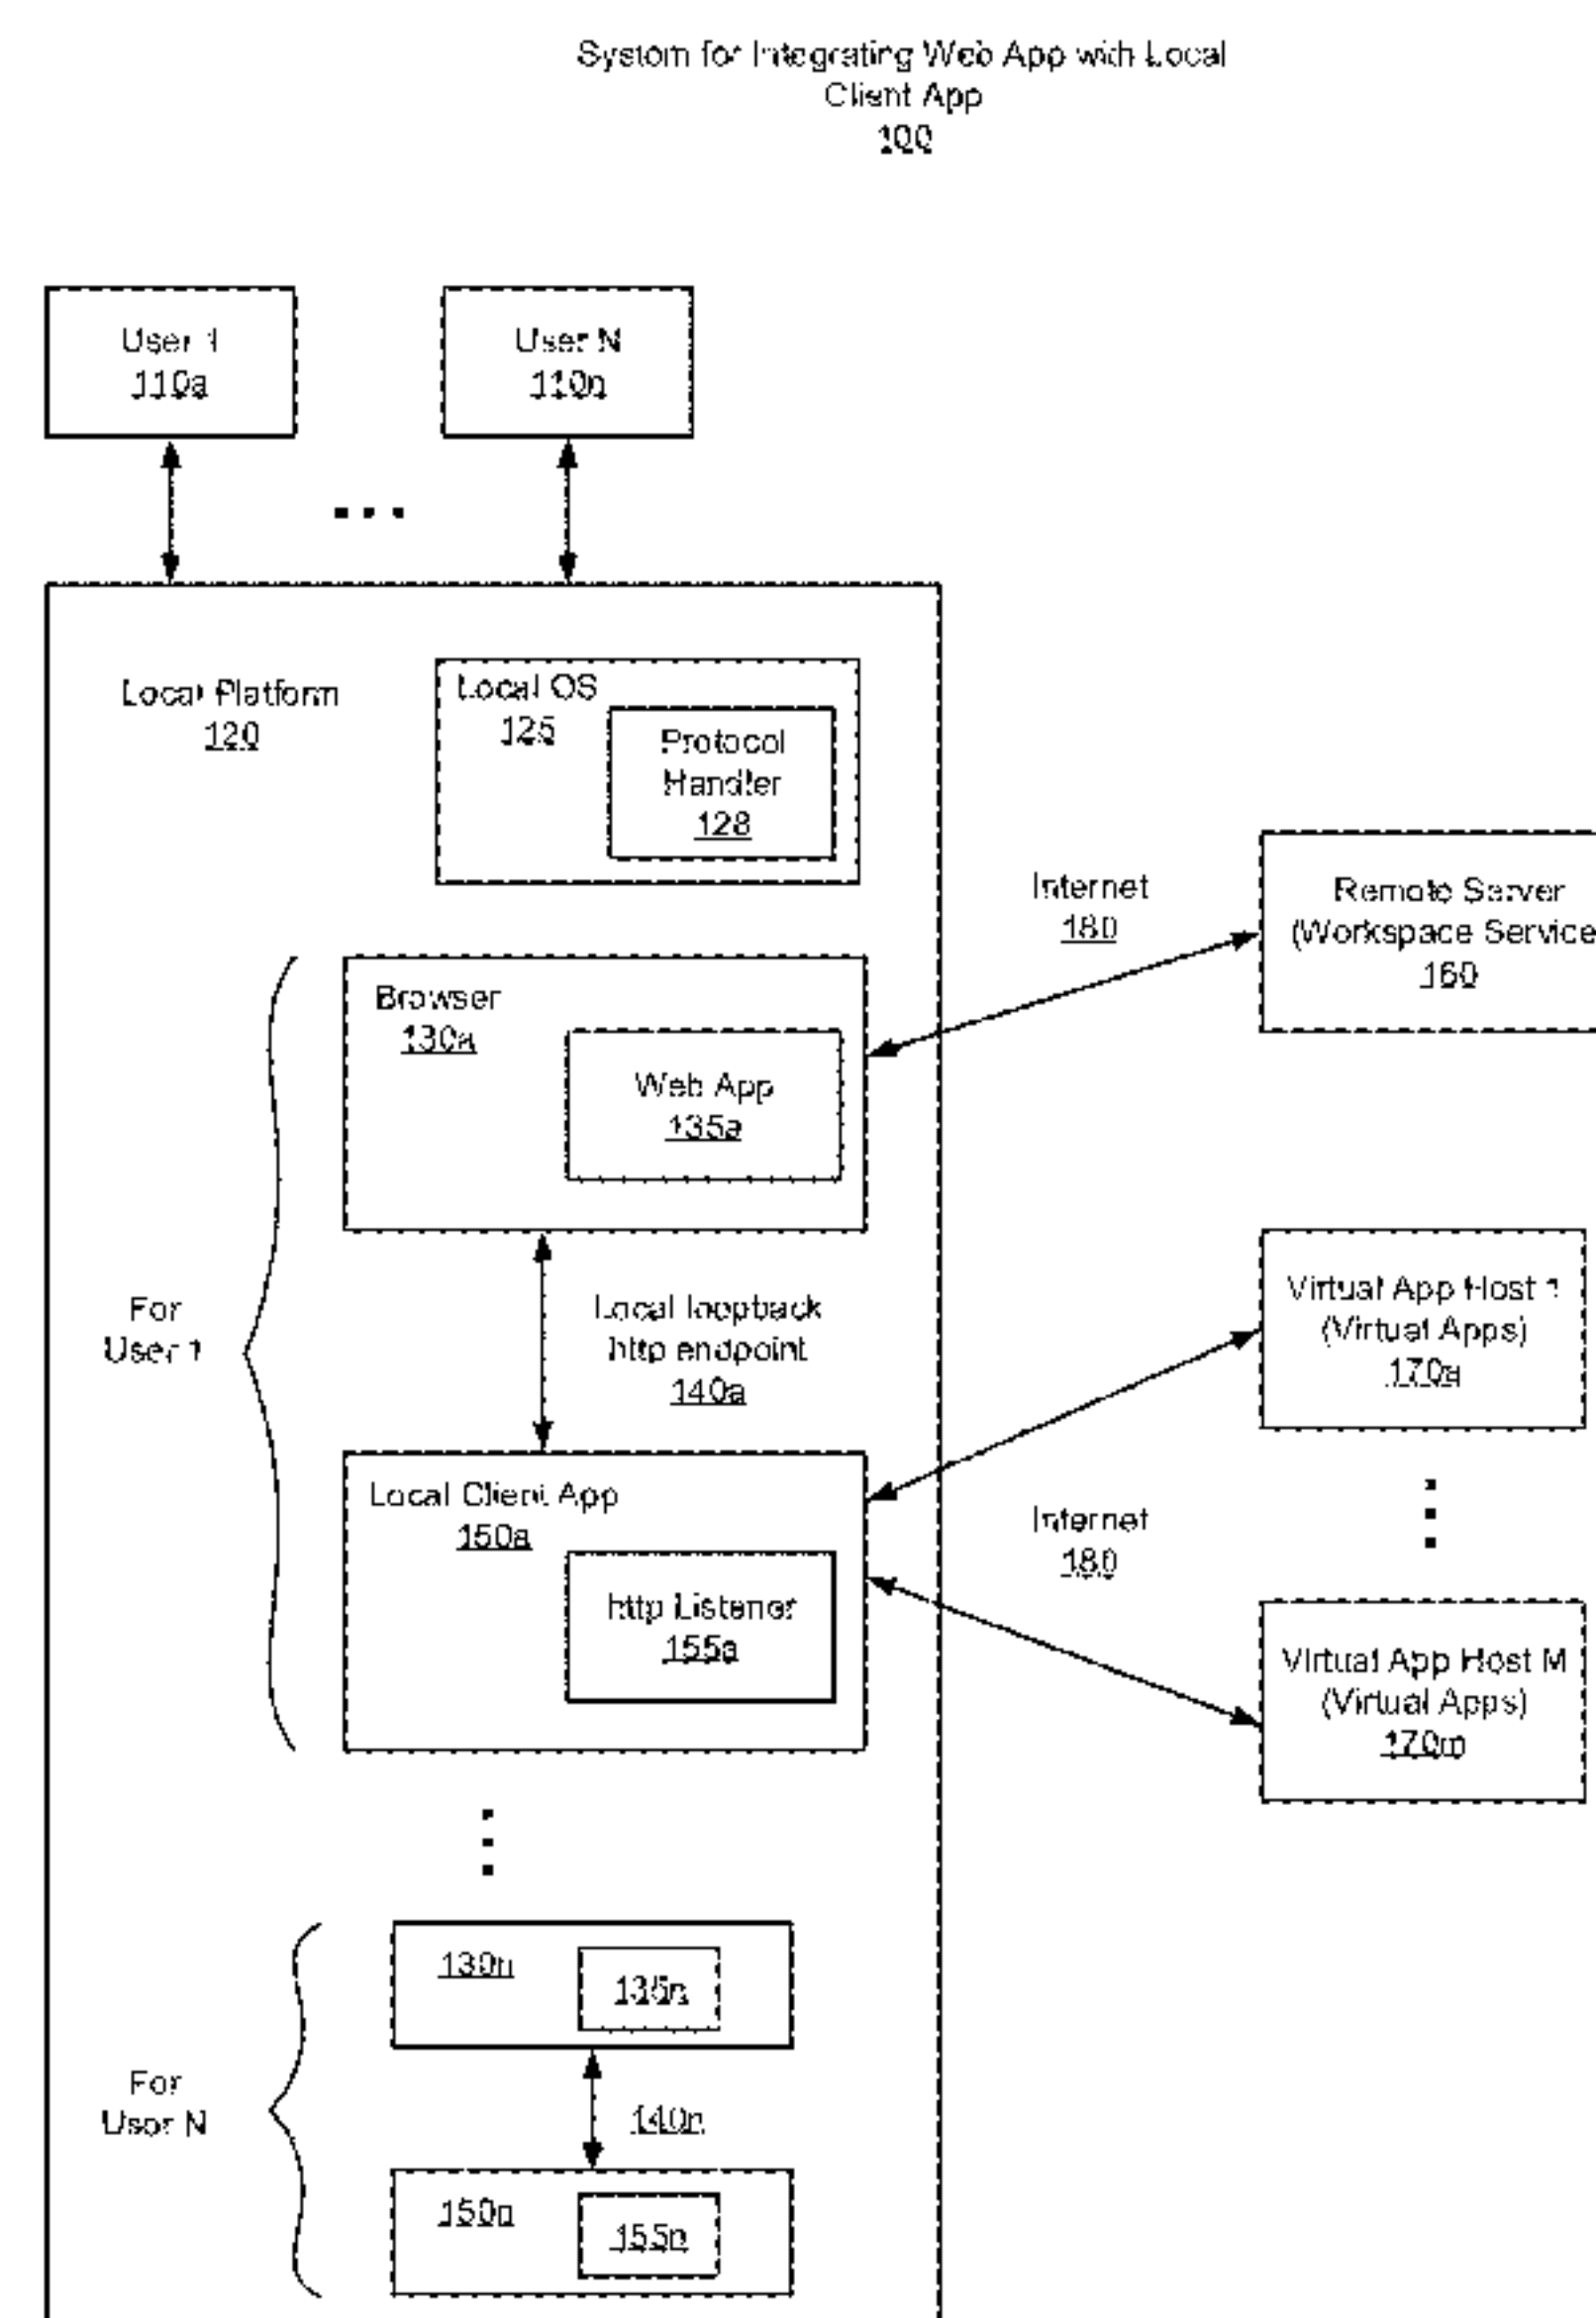 System for Integrating Web App with Local
Client App
100
User 1
110a
User N
110n
Local Platform
120
Local OS
125
Protocol
Handler
128
Internet
180
Remote Server
(Workspace Service
160
Browser
130a
Web App
135a
For
User 1
Local loopback
http endpoint
140a
Virtual App Host 1
(Virtual Apps)
170a
Local Client App
150a
http Listener
155a
Internet
180
Virtual App Host M
(Virtual Apps)
170m
130n
135n
For
User N
140n
150n
155n